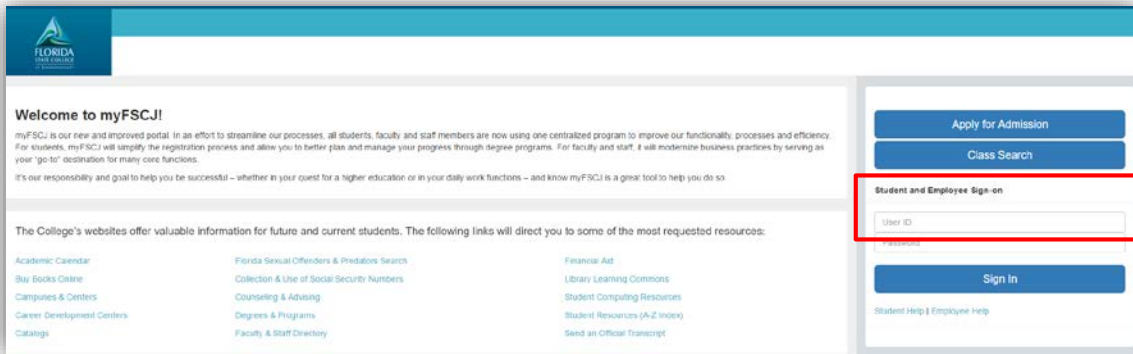 FLORIDA
STATE COLLEGE
Welcome to myFSCJ!
myFSCJ is our new and improved portal. In an effort to streamline our processes, all students, faculty and staff members are now using one centralized program to improve our functionality, processes and efficiency.
For students, myFSCJ will simplify the registration process and allow you to better plan and manage your progress through degree programs. For faculty and staff, it will modernize business practices by serving as
your "go-to" destination for many core functions.
It's our responsibility and goal to help you be successful – whether in your quest for a higher education or in your daily work functions – and know myFSCJ is a great tool to help you do so
The College's websites offer valuable information for future and current students. The following links will direct you to some of the most requested resources:
Academic Calendar
Buy Books Online
Campuses & Centers
Career Development Centers
Catalogs
Florida Sexual Offenders & Predators Search
Collection & Use of Social Security Numbers
Counseling & Advising
Degrees & Programs
Faculty & Staff Directory
Financial Aid
Library Learning Commons
Student Computing Resources
Student Resources (A-Z Index)
Send an Official Transcript
Apply for Admission
Class Search
Student and Employee Sign-on
User ID
Password
Sign In
Student Help | Employee Help